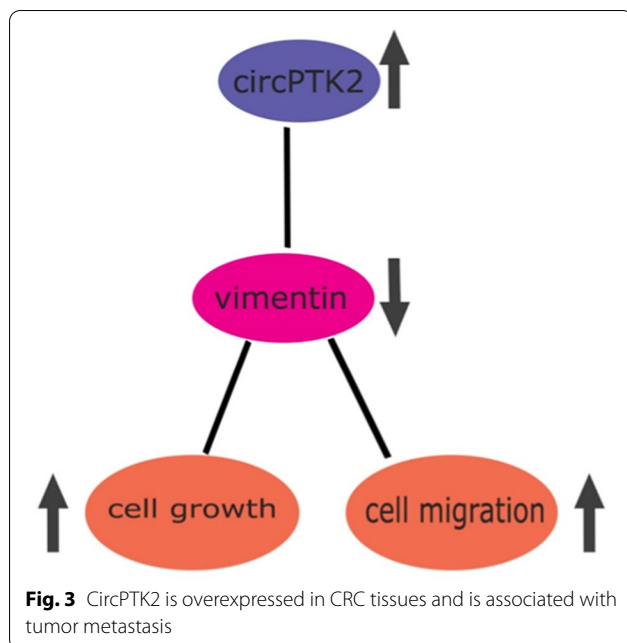 circPTK2
vimentin
cell growth
cell migration
Fig. 3 CircPTK2 is overexpressed in CRC tissues and is associated with
tumor metastasis